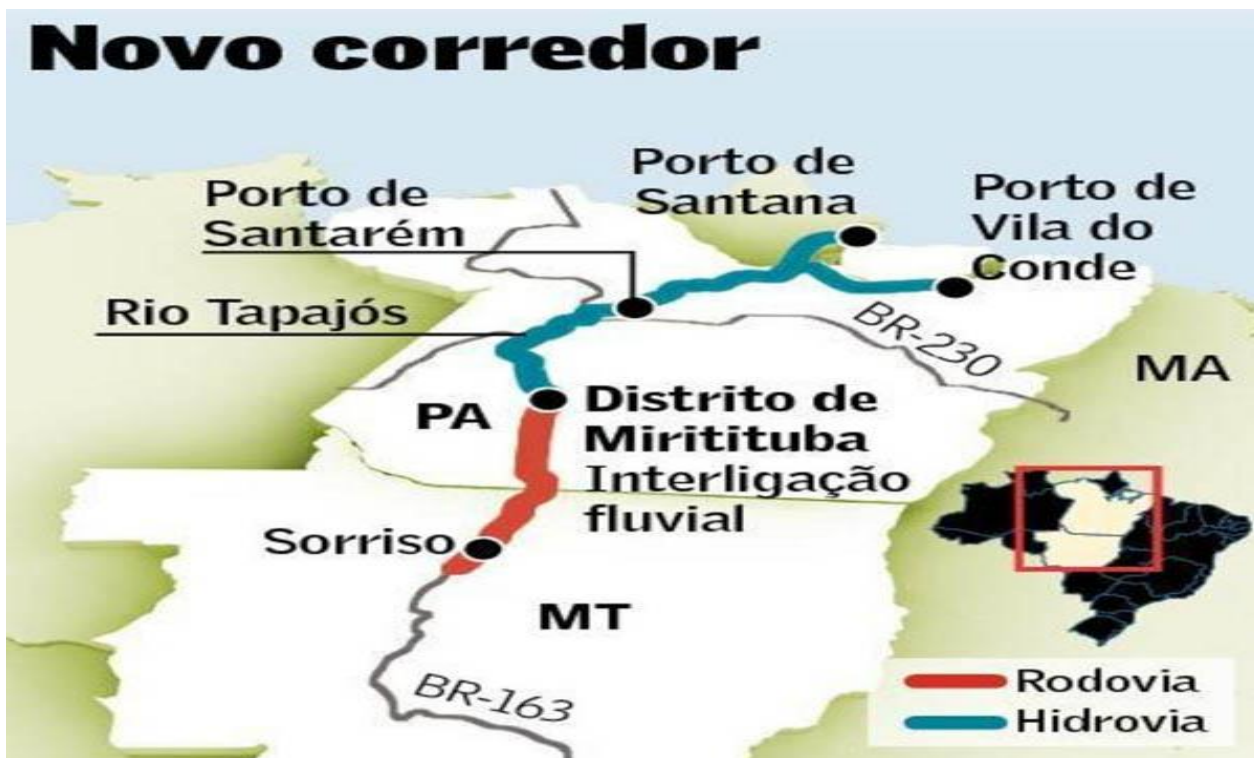 Novo corredor
Porto de
Santarém
Porto de
Santana
Porto de
Vila do
Conde
Rio Tapajós
BR-230
MA
PA
Distrito de
Miritituba
Interligação
fluvial
Sorriso
MT
BR-163
Rodovia
Hidrovia